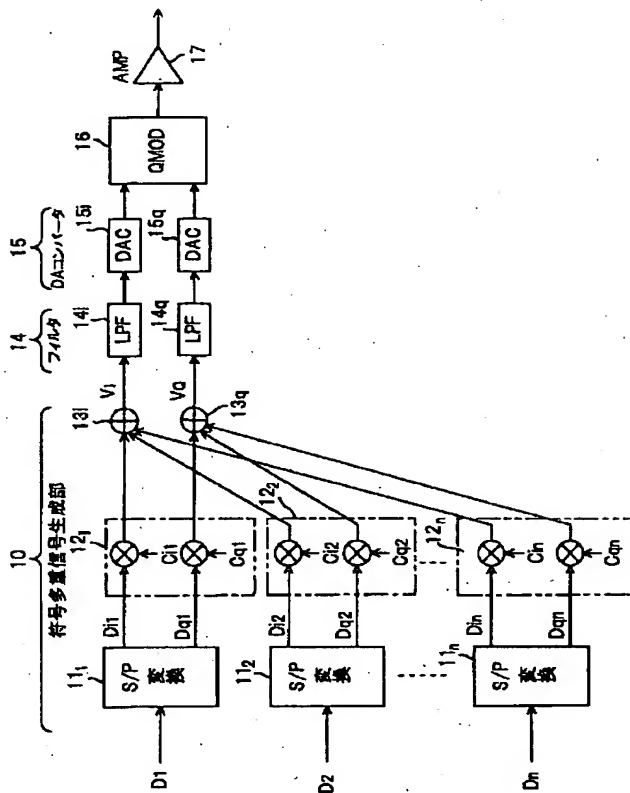 10
符号多重信号生成部
14
フィルタ
15
DAコンバータ
11₁
S/P
変換
D1
Di1
Dq1
12₁
Ci1
Cq1
13i
Vi
13q
VQ
14i
LPF
14q
LPF
15i
DAC
15q
DAC
16
QMOD
AMP
17
11₂
S/P
変換
D2
Di2
Dq2
12₂
Ci2
Cq2
11n
S/P
変換
Dn
Din
Dqn
12n
Cin
Cqn